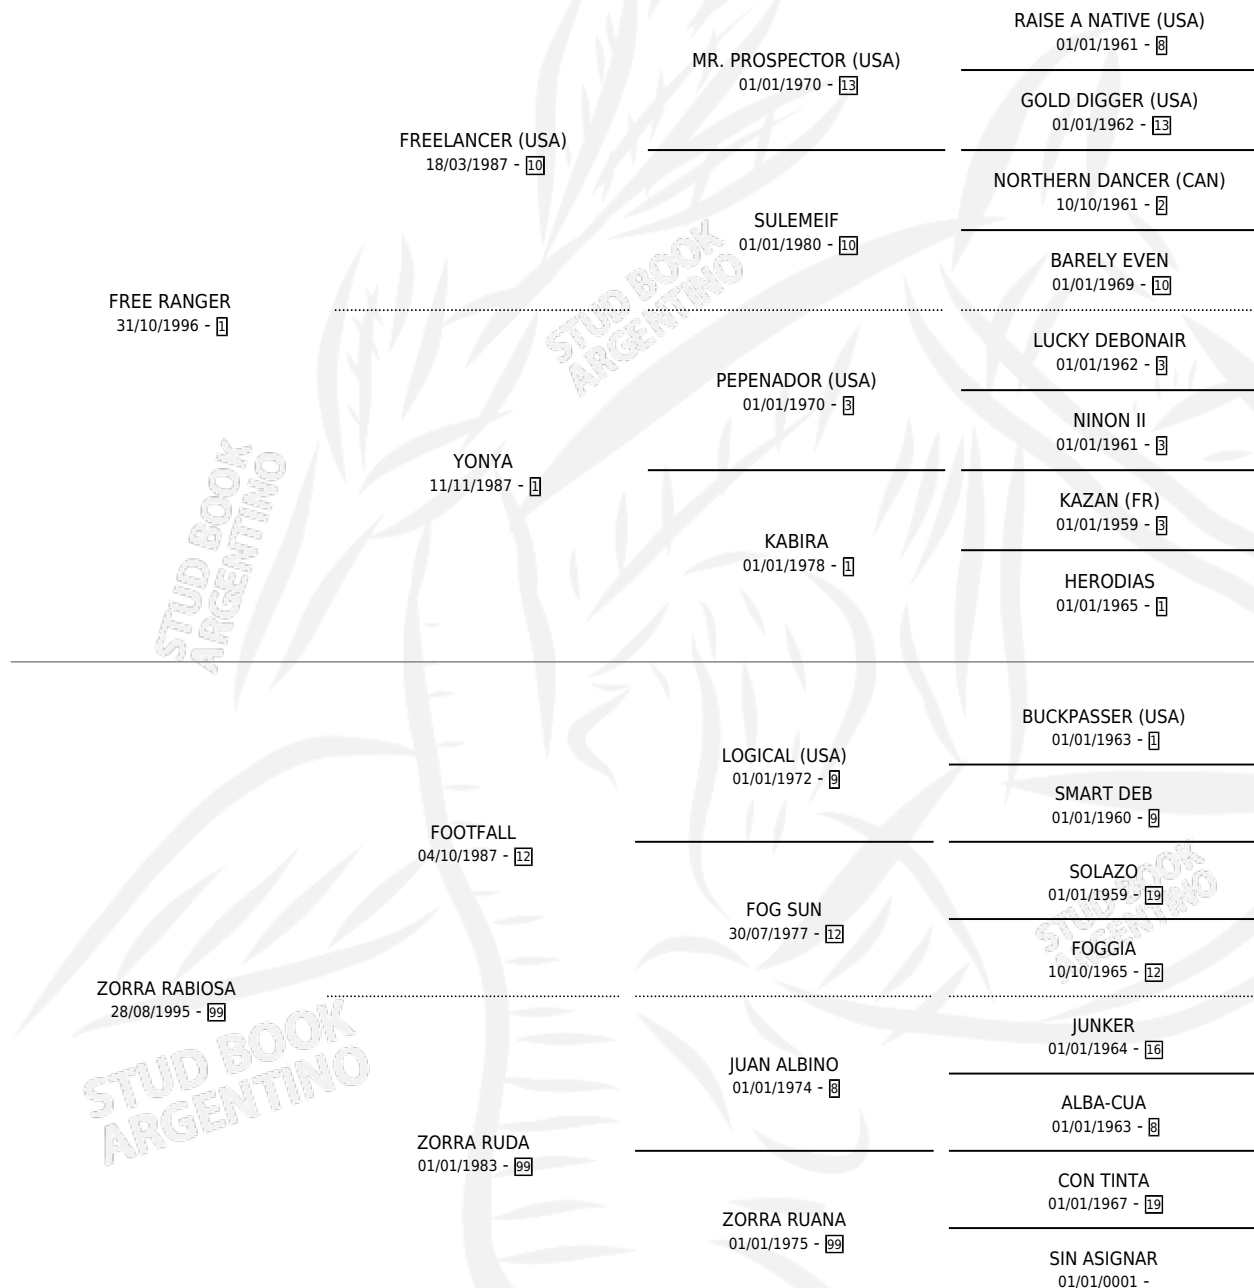 RAISE A NATIVE (USA)
01/01/1961 - 8
MR. PROSPECTOR (USA)
01/01/1970 - 13
GOLD DIGGER (USA)
01/01/1962 - 13
FREELANCER (USA)
18/03/1987 - 10
NORTHERN DANCER (CAN)
10/10/1961 - 2
SULEMEIF
01/01/1980 - 10
BARELY EVEN
01/01/1969 - 10
FREE RANGER
31/10/1996 - 1
STUD BOOK
ARGENTINO
LUCKY DEBONAIR
01/01/1962 - 3
PEPENADOR (USA)
01/01/1970 - 3
NINON II
01/01/1961 - 3
YONYA
11/11/1987 - 1
KAZAN (FR)
01/01/1959 - 3
KABIRA
01/01/1978 - 1
HERODIAS
01/01/1965 - 1
STUD BOOK
ARGENTINO
BUCKPASSER (USA)
01/01/1963 - 1
LOGICAL (USA)
01/01/1972 - 9
SMART DEB
01/01/1960 - 9
FOOTFALL
04/10/1987 - 12
SOLAZO
01/01/1959 - 19
FOG SUN
30/07/1977 - 12
FOGGIA
10/10/1965 - 12
STUD BOOK
ARGENTINO
ZORRA RABIOSA
28/08/1995 - 99
JUNKER
01/01/1964 - 16
JUAN ALBINO
01/01/1974 - 8
ALBA-CUA
01/01/1963 - 8
STUD BOOK
ARGENTINO
ZORRA RUDA
01/01/1983 - 99
CON TINTA
01/01/1967 - 19
ZORRA RUANA
01/01/1975 - 99
SIN ASIGNAR
01/01/0001 -